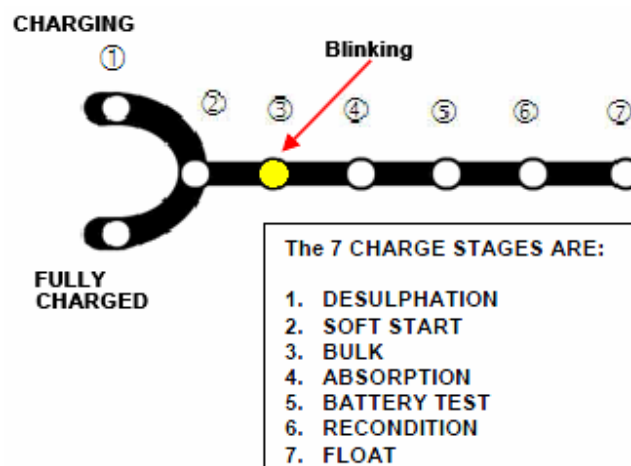 CHARGING
Blinking
① ② ③ ④ ⑤ ⑥ ⑦
FULLY
CHARGED
The 7 CHARGE STAGES ARE:
1. DESULPHATION
2. SOFT START
3. BULK
4. ABSORPTION
5. BATTERY TEST
6. RECONDITION
7. FLOAT